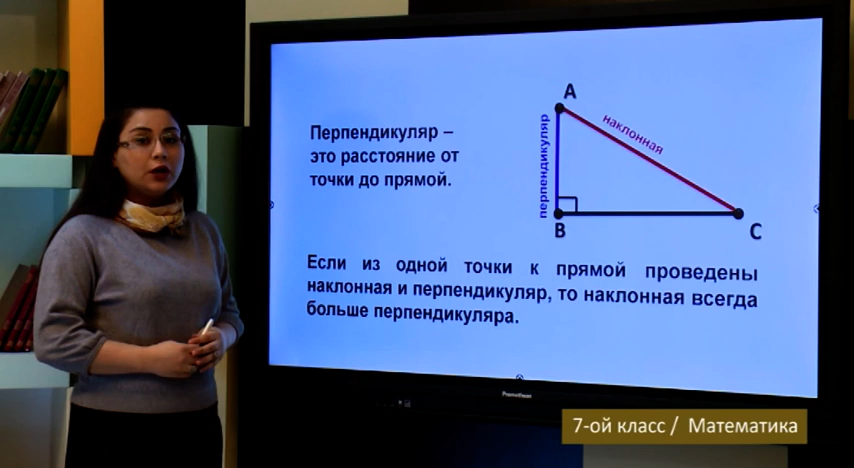 Перпендикуляр –
это расстояние от
точки до прямой.
A
перпендикуляр
наклонная
B
C
Если из одной точки к прямой проведены
наклонная и перпендикуляр, то наклонная всегда
больше перпендикуляра.
Promethean
7-ой класс / Математика